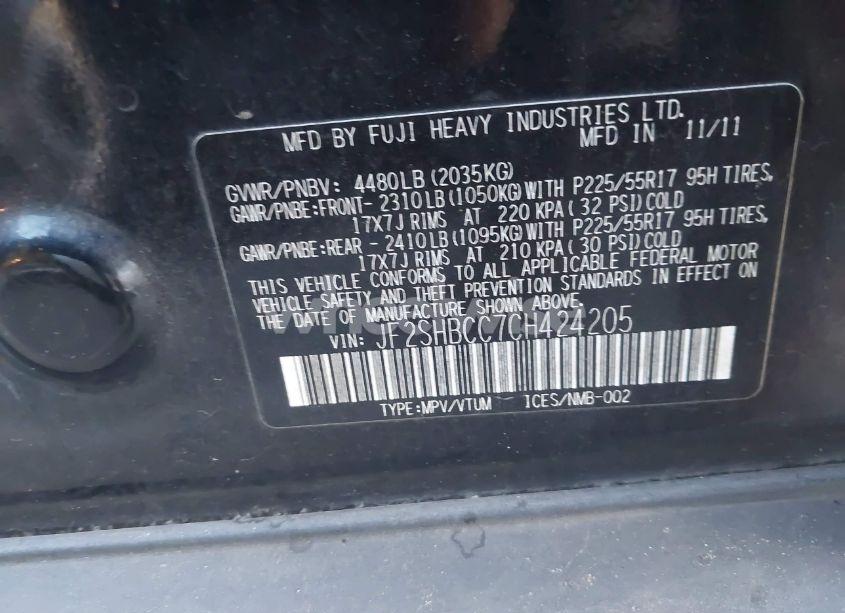 MFD BY FUJI HEAVY INDUSTRIES LTD.
MFD IN 11/11
GVWR/PNBV: 4480LB (2035KG)
GAWR/PNBE:FRONT- 2310LB (1050KG) WITH P225/55R17 95H TIRES,
17X7J RIMS AT 220 KPA( 32 PSI) COLD
GAWR/PNBE:REAR - 2410LB (1095KG) WITH P225/55R17 95H TIRES,
17X7J RIMS AT 210 KPA( 30 PSI) COLD
THIS VEHICLE CONFORMS TO ALL APPLICABLE FEDERAL MOTOR
VEHICLE SAFETY AND THEFT PREVENTION STANDARDS IN EFFECT ON
THE DATE OF MANUFACTURE SHOWN ABOVE.
VIN: JF2SHBCC7CH424205
TYPE:MPV/VTUM ICES/NMB-002